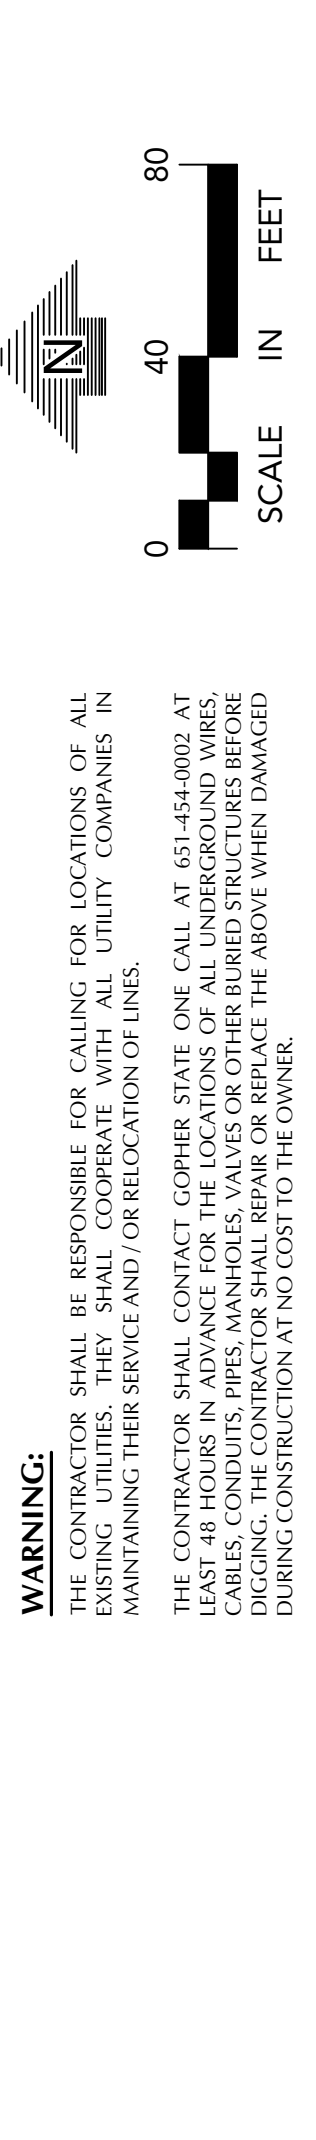 WARNING:
THE CONTRACTOR SHALL BE RESPONSIBLE FOR CALLING FOR LOCATIONS OF ALL
EXISTING UTILITIES. THEY SHALL COOPERATE WITH ALL UTILITY COMPANIES IN
MAINTAINING THEIR SERVICE AND / OR RELOCATION OF LINES.
THE CONTRACTOR SHALL CONTACT GOPHER STATE ONE CALL AT 651-454-0002 AT
LEAST 48 HOURS IN ADVANCE FOR THE LOCATIONS OF ALL UNDERGROUND WIRES,
CABLES, CONDUITS, PIPES, MANHOLES, VALVES OR OTHER BURIED STRUCTURES BEFORE
DIGGING. THE CONTRACTOR SHALL REPAIR OR REPLACE THE ABOVE WHEN DAMAGED
DURING CONSTRUCTION AT NO COST TO THE OWNER.
N
0 40 80
SCALE IN FEET